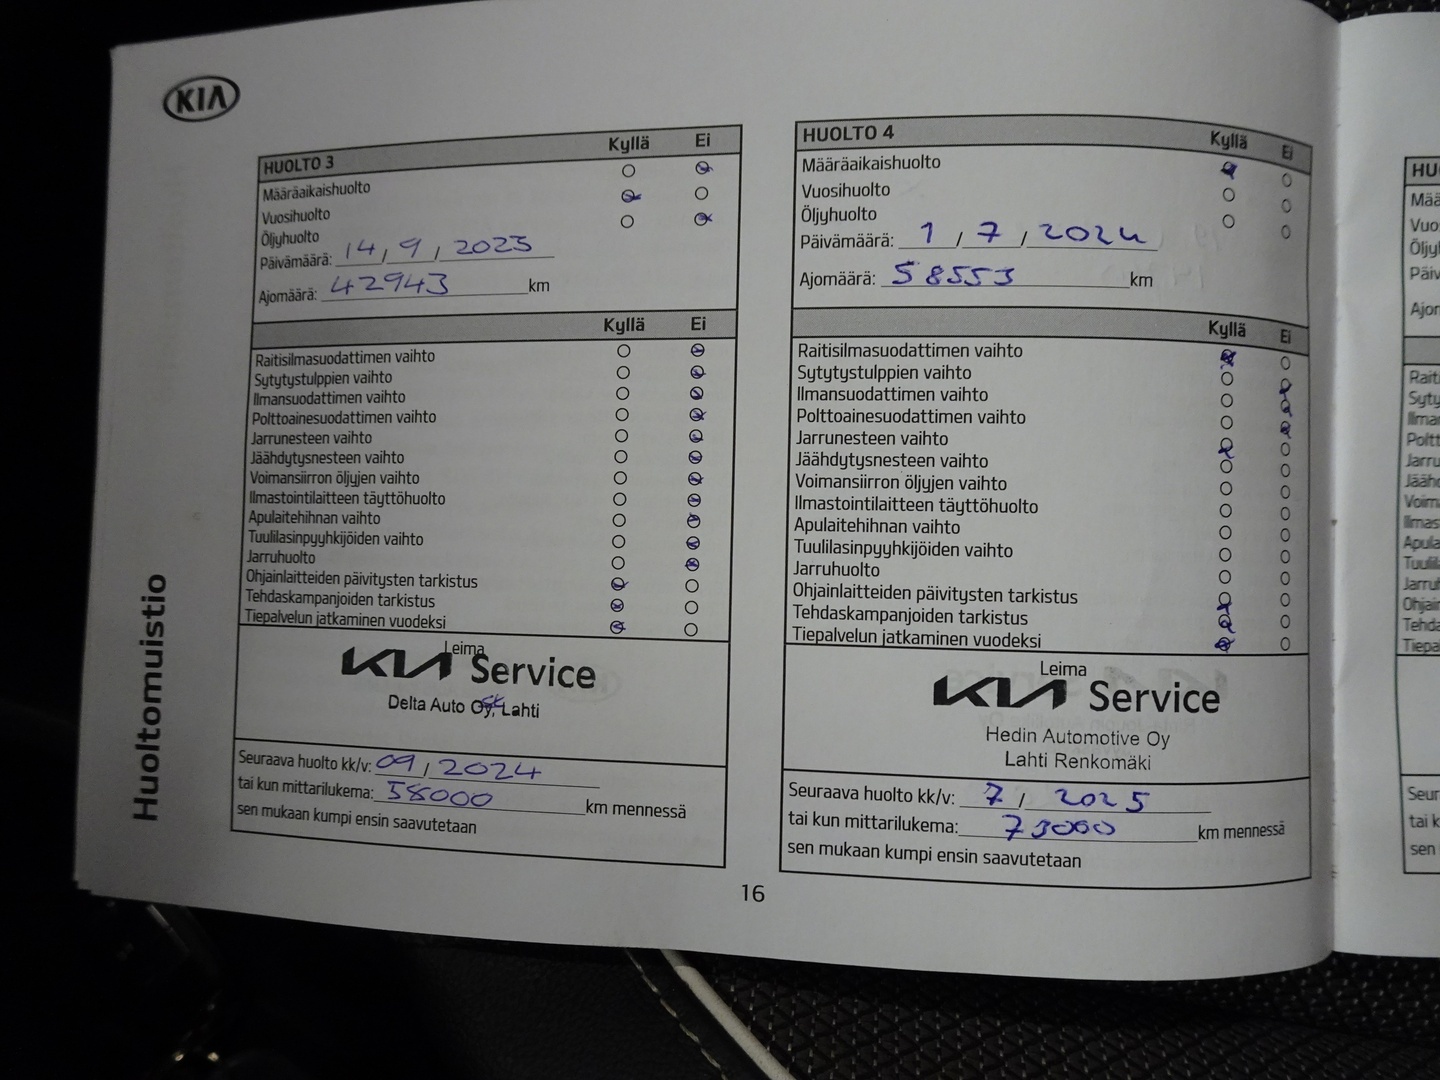 KIA
HUOLTO 3 Kyllä Ei
Määräaikaishuolto
Vuosihuolto
Öljyhuolto
Päivämäärä: 14 / 9 / 2023
Ajomäärä: 42943 km
Kyllä Ei
Raitisilmasuodattimen vaihto
Sytytystulppien vaihto
Ilmansuodattimen vaihto
Polttoainesuodattimen vaihto
Jarrunesteen vaihto
Jäähdytysnesteen vaihto
Voimansiirron öljyjen vaihto
Ilmastointilaitteen täyttöhuolto
Apulaitehihnan vaihto
Tuulilasinpyyhkijöiden vaihto
Jarruhuolto
Ohjainlaitteiden päivitysten tarkistus
Tehdaskampanjoiden tarkistus
Tiepalvelun jatkaminen vuodeksi
Leima
KIA Service
Delta Auto Oy, Lahti
Seuraava huolto kk/v: 09 / 2024
tai kun mittarilukema: 58000 km mennessä
sen mukaan kumpi ensin saavutetaan
HUOLTO 4 Kyllä Ei
Määräaikaishuolto
Vuosihuolto
Öljyhuolto
Päivämäärä: 1 / 7 / 2024
Ajomäärä: 58553 km
Kyllä Ei
Raitisilmasuodattimen vaihto
Sytytystulppien vaihto
Ilmansuodattimen vaihto
Polttoainesuodattimen vaihto
Jarrunesteen vaihto
Jäähdytysnesteen vaihto
Voimansiirron öljyjen vaihto
Ilmastointilaitteen täyttöhuolto
Apulaitehihnan vaihto
Tuulilasinpyyhkijöiden vaihto
Jarruhuolto
Ohjainlaitteiden päivitysten tarkistus
Tehdaskampanjoiden tarkistus
Tiepalvelun jatkaminen vuodeksi
Leima
KIA Service
Hedin Automotive Oy
Lahti Renkomäki
Seuraava huolto kk/v: 7 / 2025
tai kun mittarilukema: 73000 km mennessä
sen mukaan kumpi ensin saavutetaan
Huoltomuistio
16